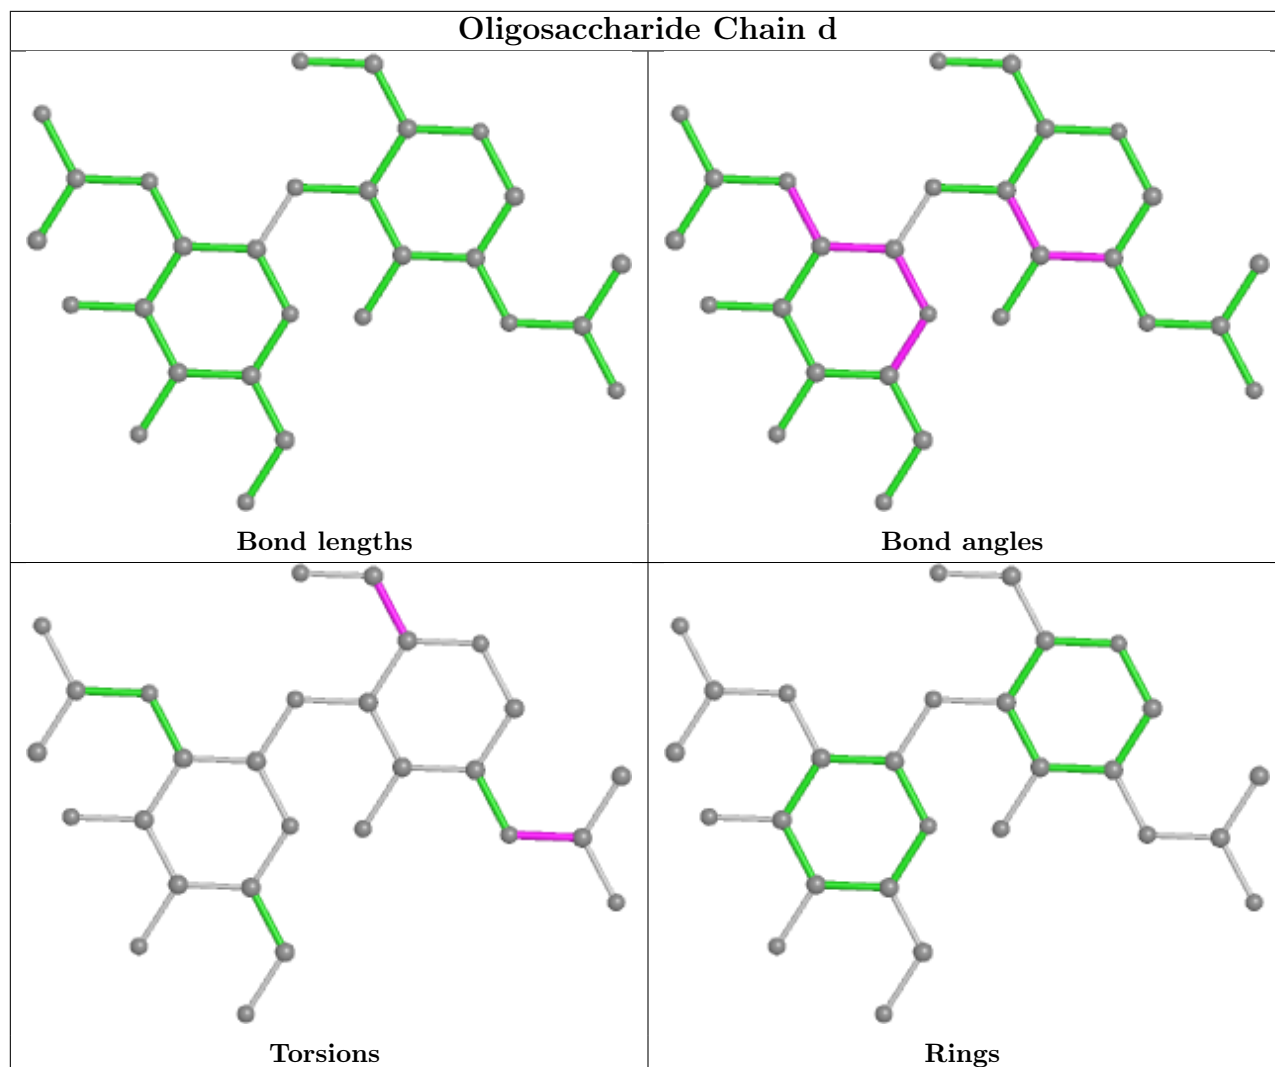 Oligosaccharide Chain d
Bond lengths
Bond angles
Torsions
Rings